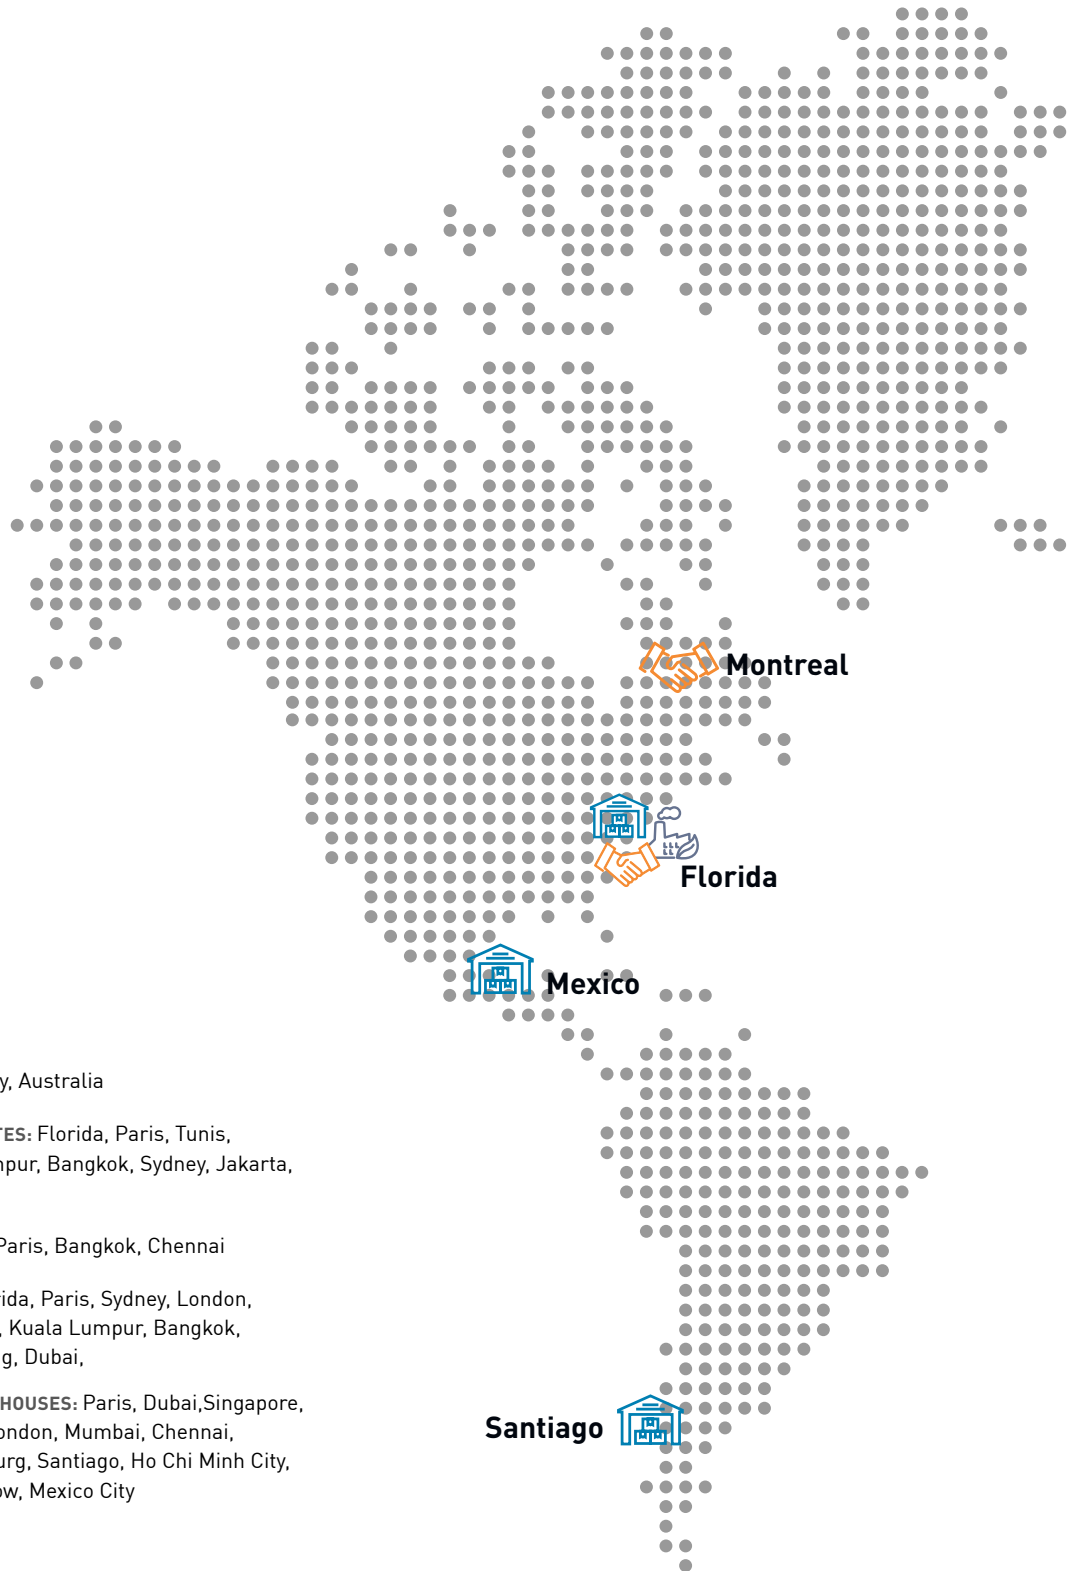 Montreal
Florida
Mexico
y, Australia
TES: Florida, Paris, Tunis,
npur, Bangkok, Sydney, Jakarta,
Paris, Bangkok, Chennai
rida, Paris, Sydney, London,
, Kuala Lumpur, Bangkok,
g, Dubai,
HOUSES: Paris, Dubai,Singapore,
ondon, Mumbai, Chennai,
urg, Santiago, Ho Chi Minh City,
ow, Mexico City
Santiago